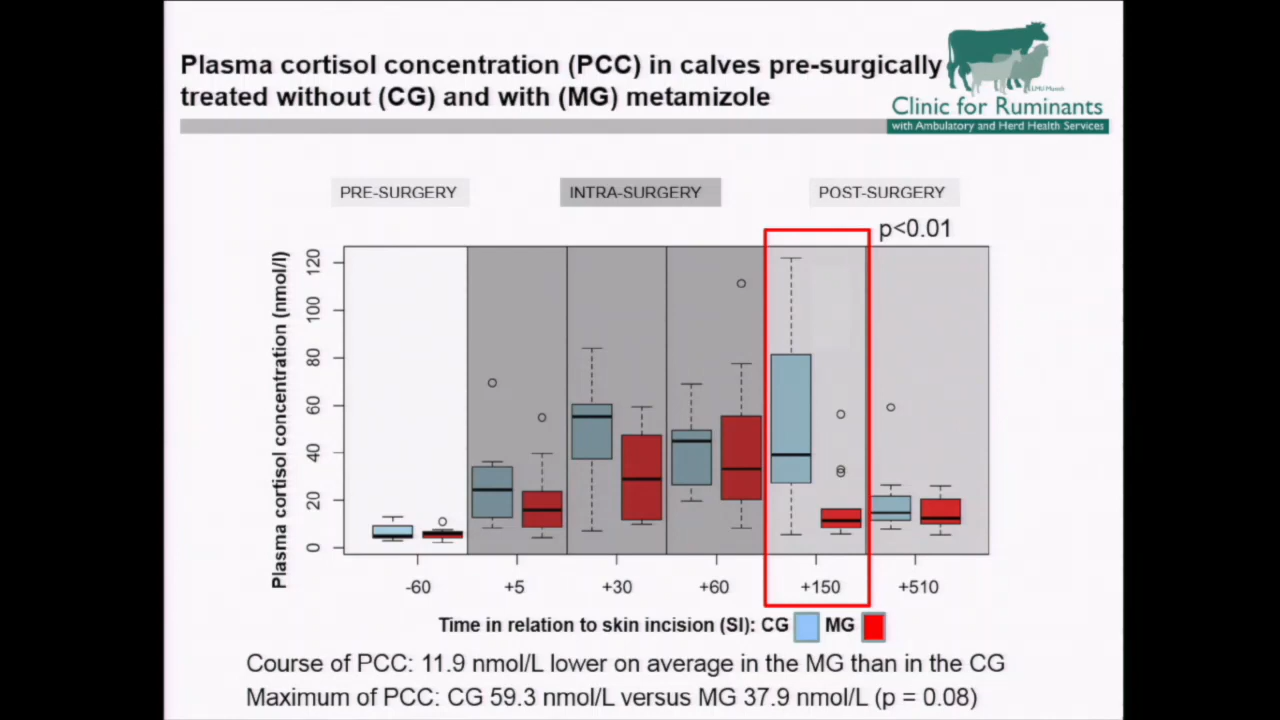 Plasma cortisol concentration (PCC) in calves pre-surgically
treated without (CG) and with (MG) metamizole
LMU Munich
Clinic for Ruminants
with Ambulatory and Herd Health Services
PRE-SURGERY
INTRA-SURGERY
POST-SURGERY
p<0.01
Plasma cortisol concentration (nmol/l)
120
100
80
60
40
20
0
-60
+5
+30
+60
+150
+510
Time in relation to skin incision (SI): CG MG
Course of PCC: 11.9 nmol/L lower on average in the MG than in the CG
Maximum of PCC: CG 59.3 nmol/L versus MG 37.9 nmol/L (p = 0.08)